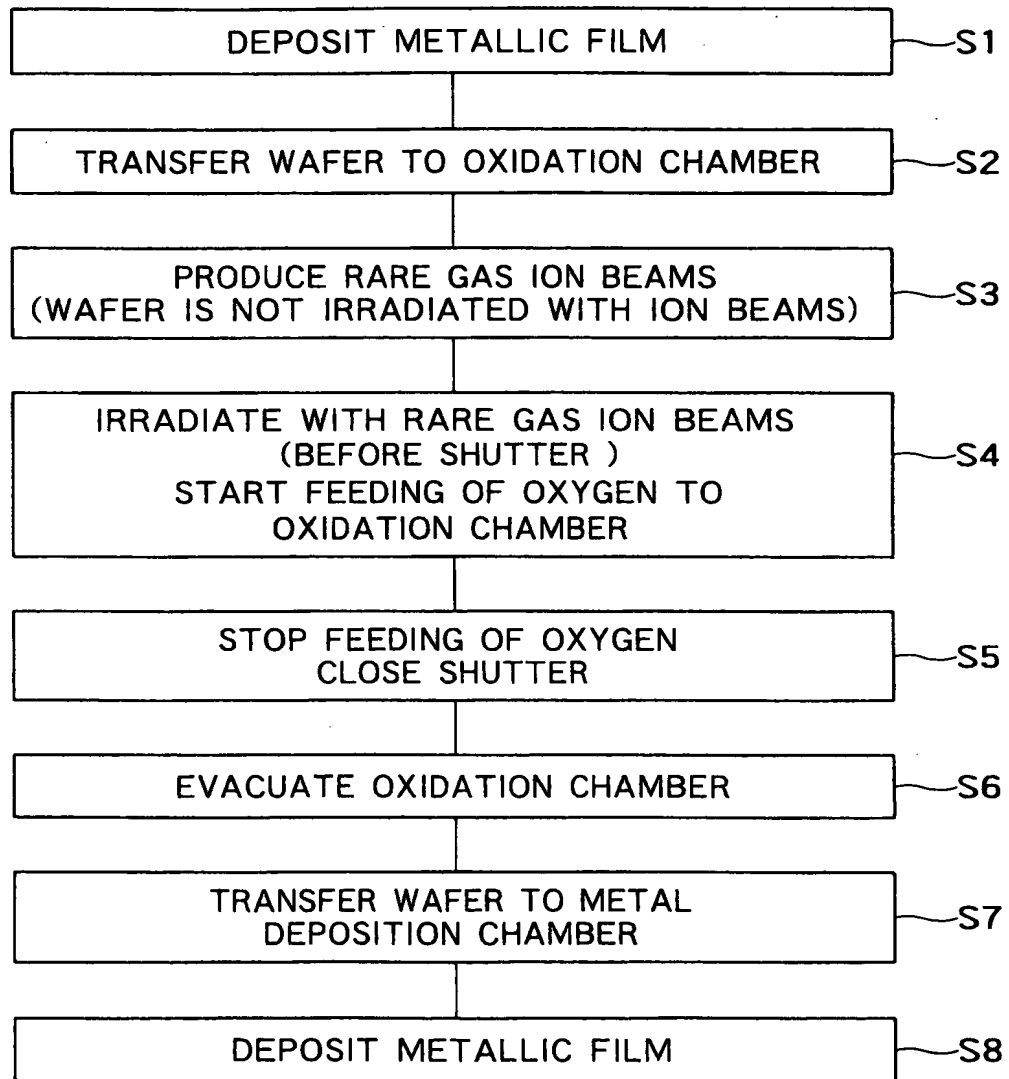 DEPOSIT METALLIC FILM
S1
TRANSFER WAFER TO OXIDATION CHAMBER
S2
PRODUCE RARE GAS ION BEAMS
(WAFER IS NOT IRRADIATED WITH ION BEAMS)
S3
IRRADIATE WITH RARE GAS ION BEAMS
(BEFORE SHUTTER )
START FEEDING OF OXYGEN TO
OXIDATION CHAMBER
S4
STOP FEEDING OF OXYGEN
CLOSE SHUTTER
S5
EVACUATE OXIDATION CHAMBER
S6
TRANSFER WAFER TO METAL
DEPOSITION CHAMBER
S7
DEPOSIT METALLIC FILM
S8